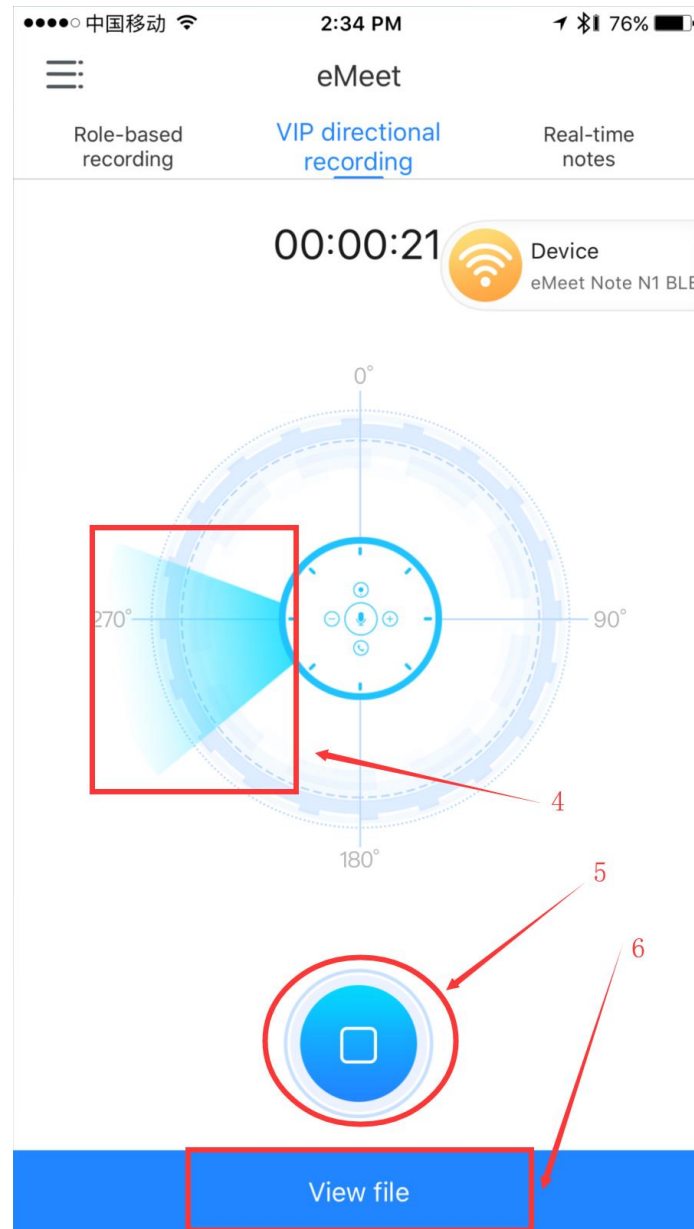 中国移动 2:34 PM 76%
eMeet
Role-based VIP directional Real-time
recording recording notes
00:00:21
Device
eMeet Note N1 BLE
0°
270° 90°
4
180°
5
6
View file